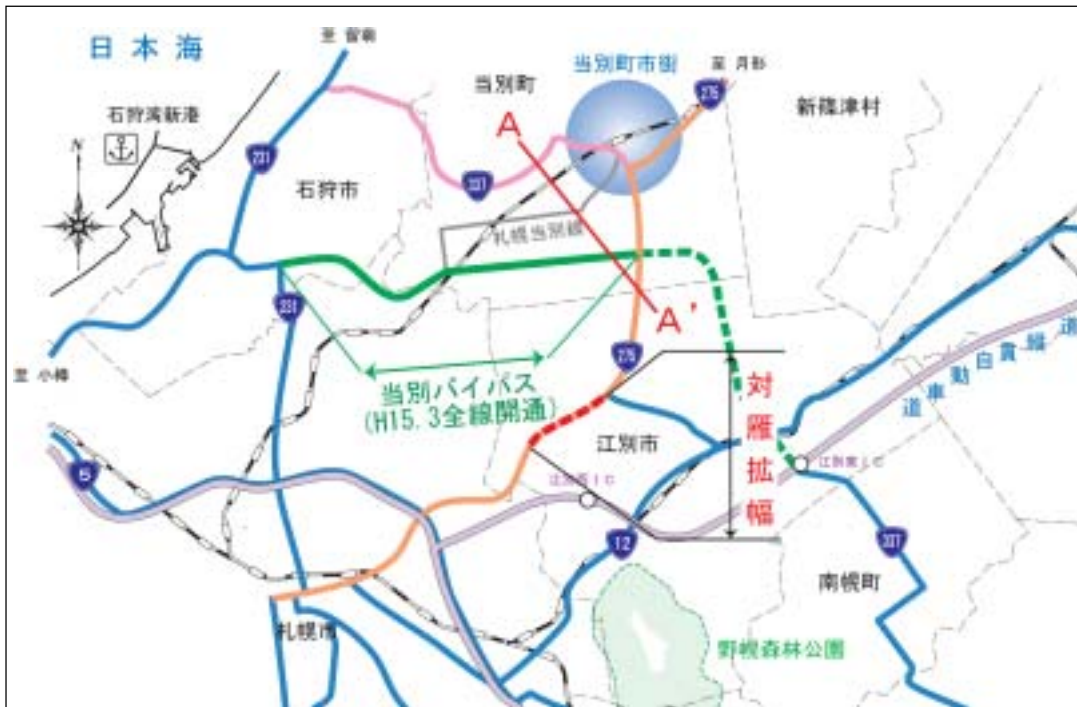 至 留萌
日本海
当別町
当別町市街
至 月形
275
新篠津村
石狩湾新港
N
A
231
石狩市
337
札幌当別線
231
A'
275
至 小樽
当別バイパス
(H15.3全線開通)
対雁拡幅
道央自動車道
江別市
5
江別西IC
江別東IC
12
337
南幌町
札幌市
野幌森林公園